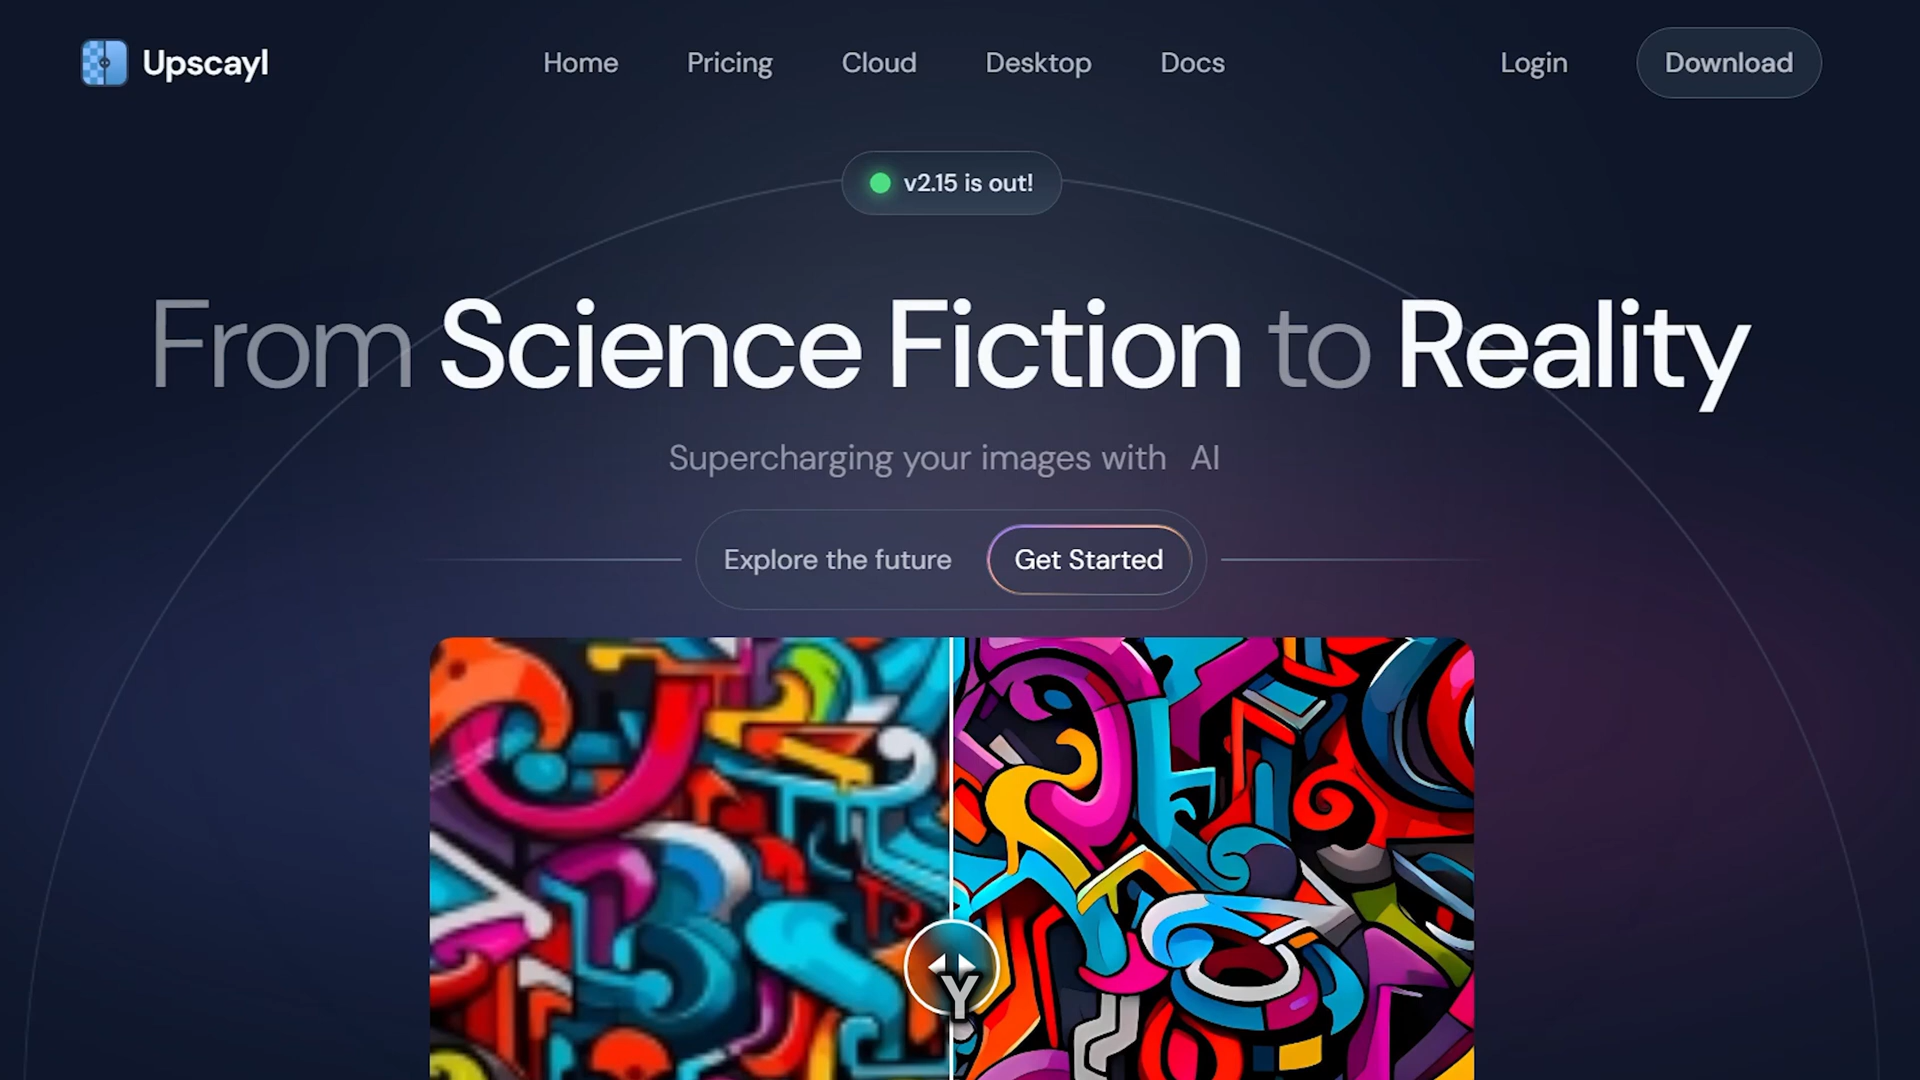 Upscayl
Home
Pricing
Cloud
Desktop
Docs
Login
Download
v2.15 is out!
From Science Fiction to Reality
Supercharging your images with AI
Explore the future
Get Started
Y